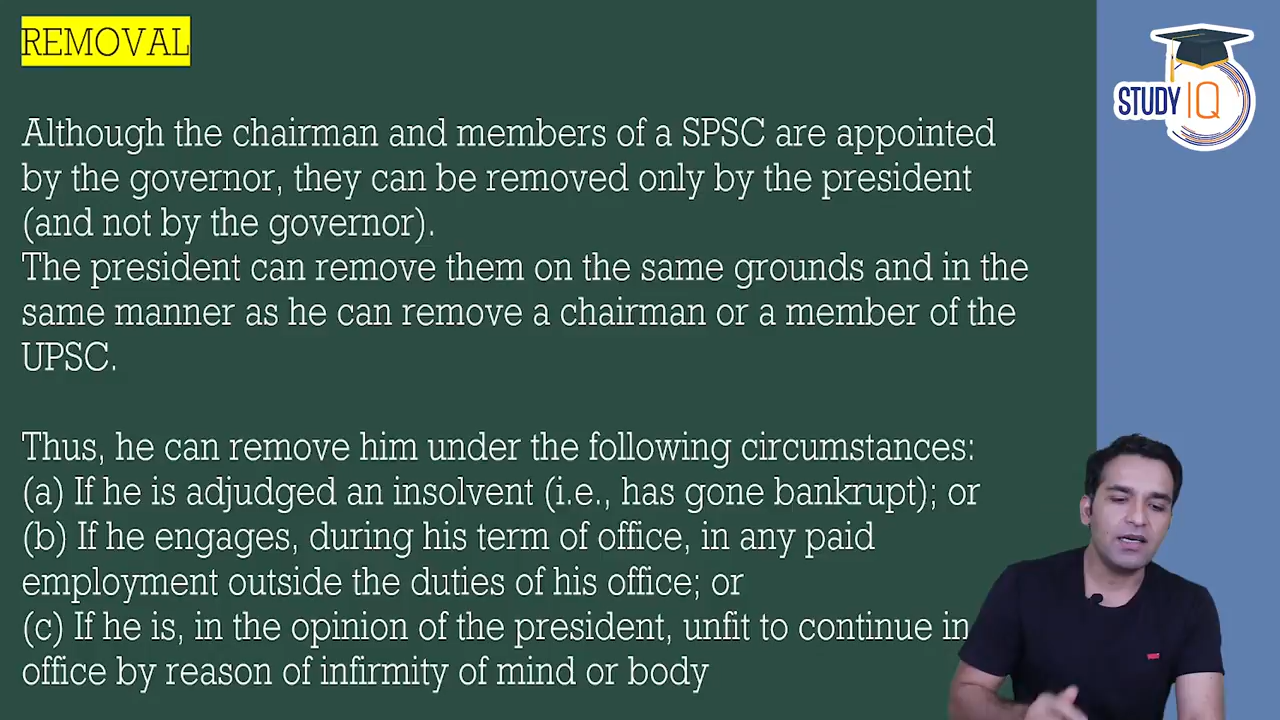 REMOVAL
STUDY IQ
Although the chairman and members of a SPSC are appointed
by the governor, they can be removed only by the president
(and not by the governor).
The president can remove them on the same grounds and in the
same manner as he can remove a chairman or a member of the
UPSC.
Thus, he can remove him under the following circumstances:
(a) If he is adjudged an insolvent (i.e., has gone bankrupt); or
(b) If he engages, during his term of office, in any paid
employment outside the duties of his office; or
(c) If he is, in the opinion of the president, unfit to continue in
office by reason of infirmity of mind or body